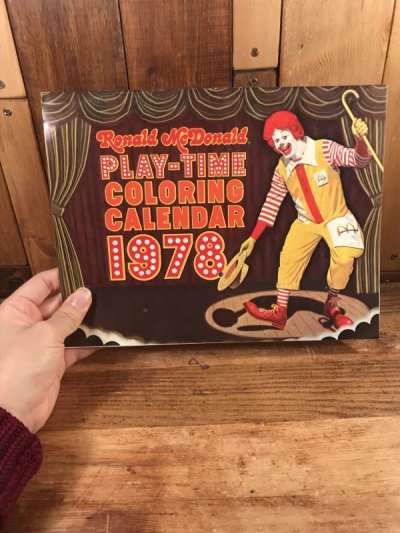 Ronald McDonald
PLAY-TIME
COLORING
CALENDAR
1978